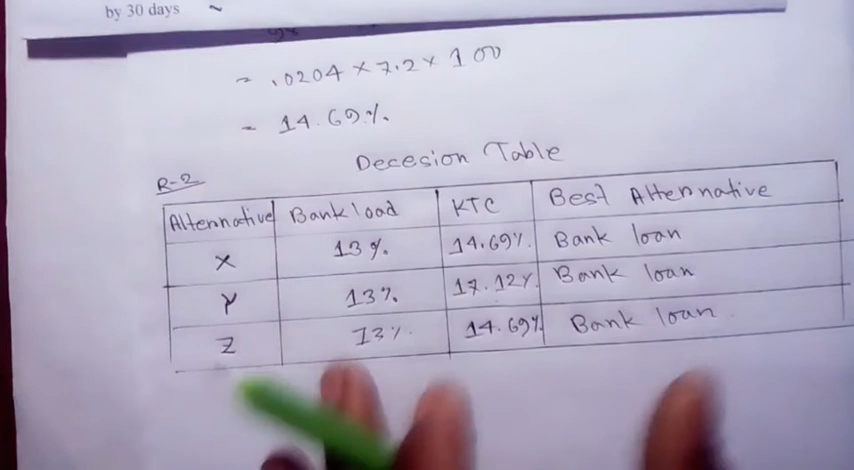 by 30 days
= .0204 × 7.2 × 100
= 14.69%
Decesion Table
R-2
Alternative Bank load KTC Best Alternative
X 13% 14.69% Bank loan
Y 13% 17.12% Bank loan
Z 13% 14.69% Bank loan